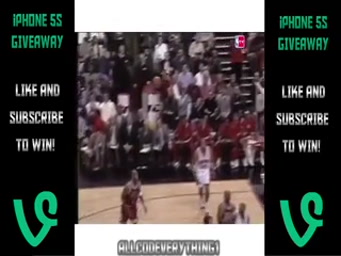 IPHONE 5S
GIVEAWAY
LIKE AND
SUBSCRIBE
TO WIN!
IPHONE 5S
GIVEAWAY
LIKE AND
SUBSCRIBE
TO WIN!
ALLCODEVERYTHING1